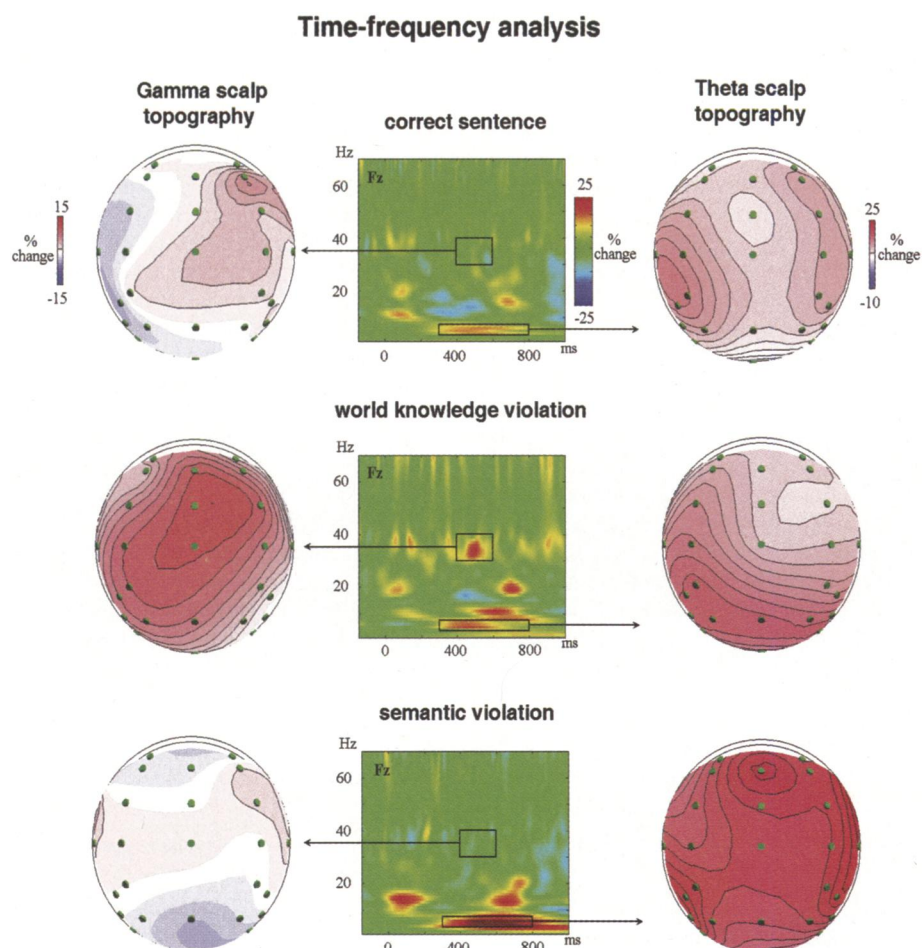 Time-frequency analysis
Gamma scalp
topography
Theta scalp
topography
correct sentence
Hz
Fz
60
40
20
0
400
800
ms
15
%
change
-15
25
%
change
-25
25
%
change
-10
world knowledge violation
Hz
Fz
60
40
20
0
400
800
ms
semantic violation
Hz
Fz
60
40
20
0
400
800
ms